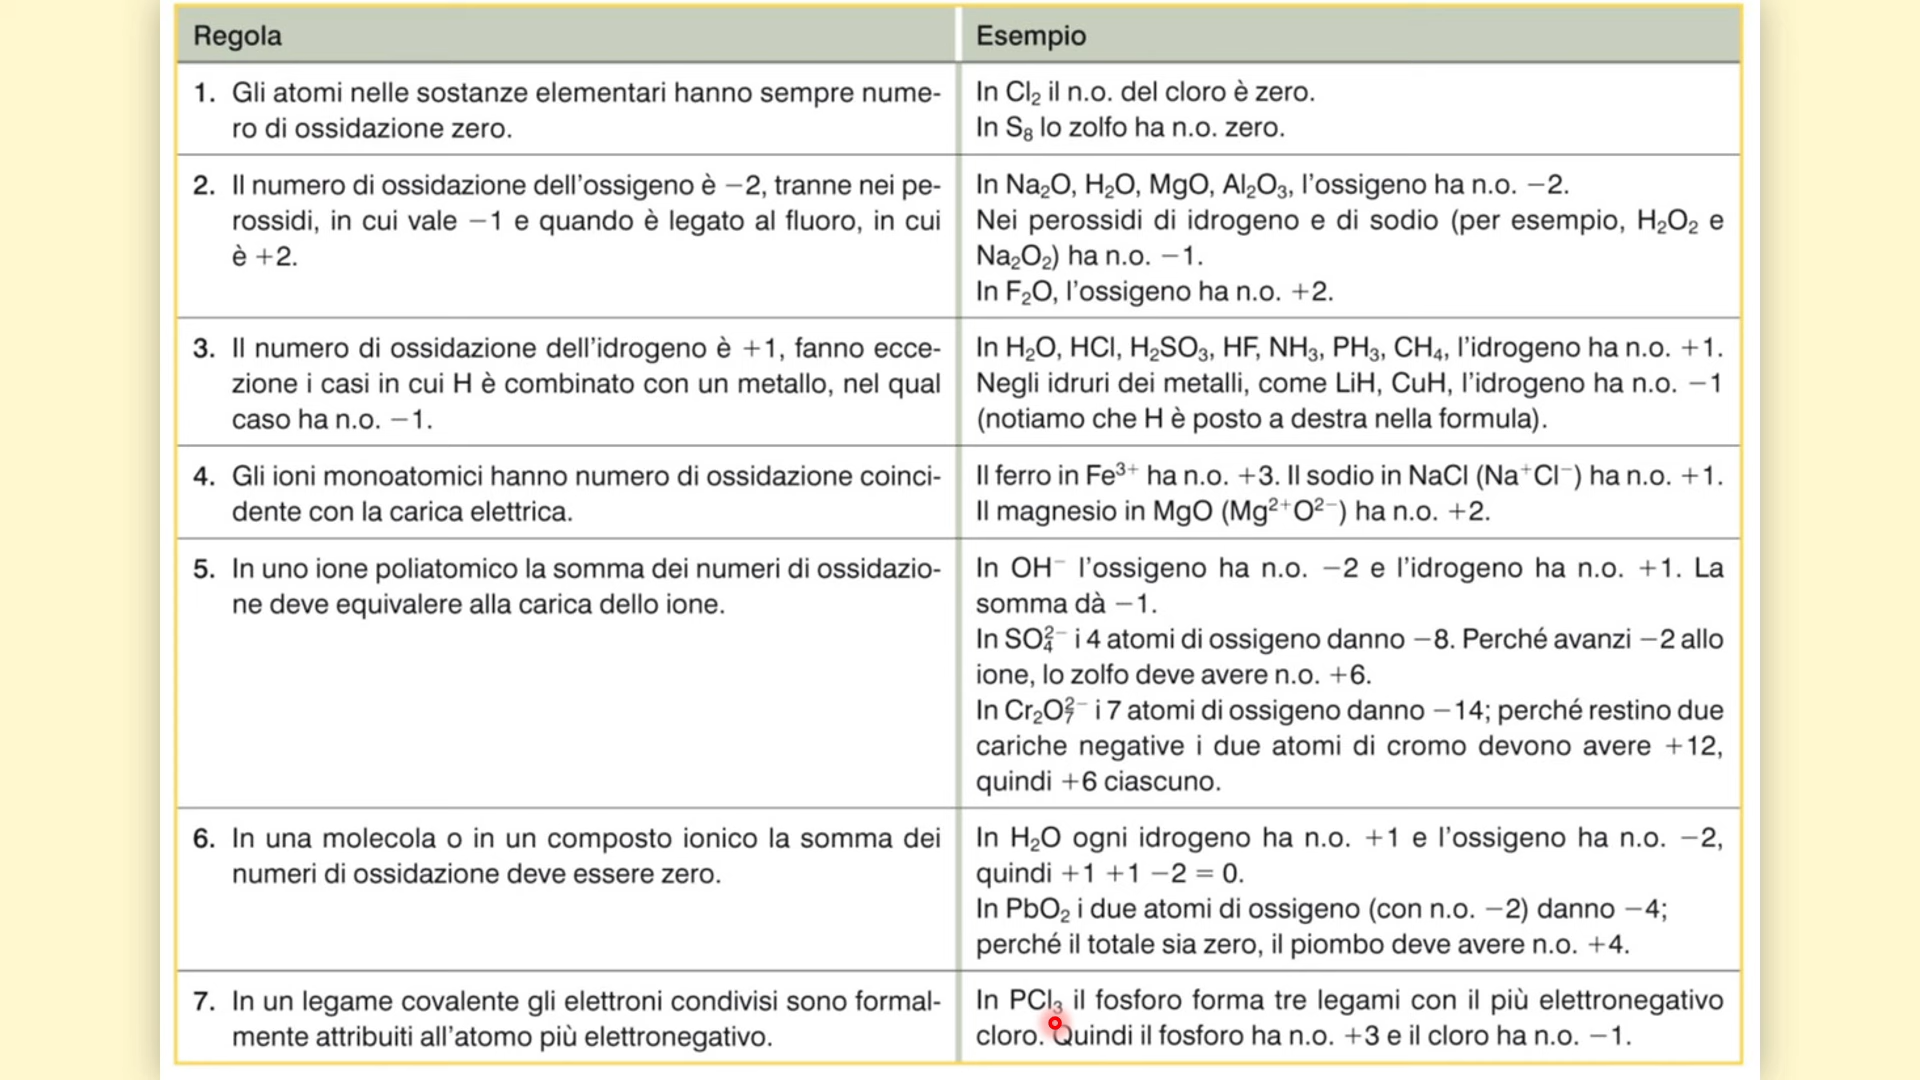 Regola
Esempio
1. Gli atomi nelle sostanze elementari hanno sempre nume-
ro di ossidazione zero.
In Cl₂ il n.o. del cloro è zero.
In S₈ lo zolfo ha n.o. zero.
2. Il numero di ossidazione dell'ossigeno è −2, tranne nei pe-
rossidi, in cui vale −1 e quando è legato al fluoro, in cui
è +2.
In Na₂O, H₂O, MgO, Al₂O₃, l'ossigeno ha n.o. −2.
Nei perossidi di idrogeno e di sodio (per esempio, H₂O₂ e
Na₂O₂) ha n.o. −1.
In F₂O, l'ossigeno ha n.o. +2.
3. Il numero di ossidazione dell'idrogeno è +1, fanno ecce-
zione i casi in cui H è combinato con un metallo, nel qual
caso ha n.o. −1.
In H₂O, HCl, H₂SO₃, HF, NH₃, PH₃, CH₄, l'idrogeno ha n.o. +1.
Negli idruri dei metalli, come LiH, CuH, l'idrogeno ha n.o. −1
(notiamo che H è posto a destra nella formula).
4. Gli ioni monoatomici hanno numero di ossidazione coinci-
dente con la carica elettrica.
Il ferro in Fe³⁺ ha n.o. +3. Il sodio in NaCl (Na⁺Cl⁻) ha n.o. +1.
Il magnesio in MgO (Mg²⁺O²⁻) ha n.o. +2.
5. In uno ione poliatomico la somma dei numeri di ossidazio-
ne deve equivalere alla carica dello ione.
In OH⁻ l'ossigeno ha n.o. −2 e l'idrogeno ha n.o. +1. La
somma dà −1.
In SO₄²⁻ i 4 atomi di ossigeno danno −8. Perché avanzi −2 allo
ione, lo zolfo deve avere n.o. +6.
In Cr₂O₇²⁻ i 7 atomi di ossigeno danno −14; perché restino due
cariche negative i due atomi di cromo devono avere +12,
quindi +6 ciascuno.
6. In una molecola o in un composto ionico la somma dei
numeri di ossidazione deve essere zero.
In H₂O ogni idrogeno ha n.o. +1 e l'ossigeno ha n.o. −2,
quindi +1 +1 −2 = 0.
In PbO₂ i due atomi di ossigeno (con n.o. −2) danno −4;
perché il totale sia zero, il piombo deve avere n.o. +4.
7. In un legame covalente gli elettroni condivisi sono formal-
mente attribuiti all'atomo più elettronegativo.
In PCl₃ il fosforo forma tre legami con il più elettronegativo
cloro. Quindi il fosforo ha n.o. +3 e il cloro ha n.o. −1.